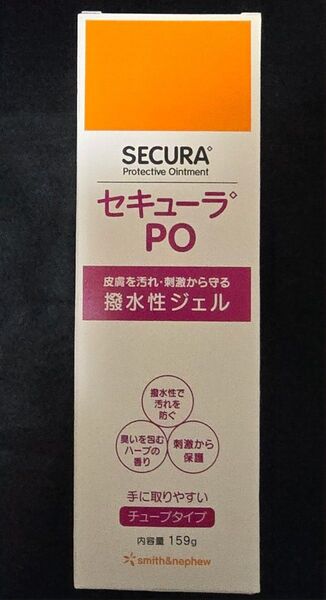 SECURA◇
Protective Ointment
セキューラ◇
PO
皮膚を汚れ・刺激から守る
撥水性ジェル
撥水性で
汚れを
防ぐ
臭いを包む
ハーブの
香り
刺激から
保護
手に取りやすい
チューブタイプ
内容量 159g
smith&nephew